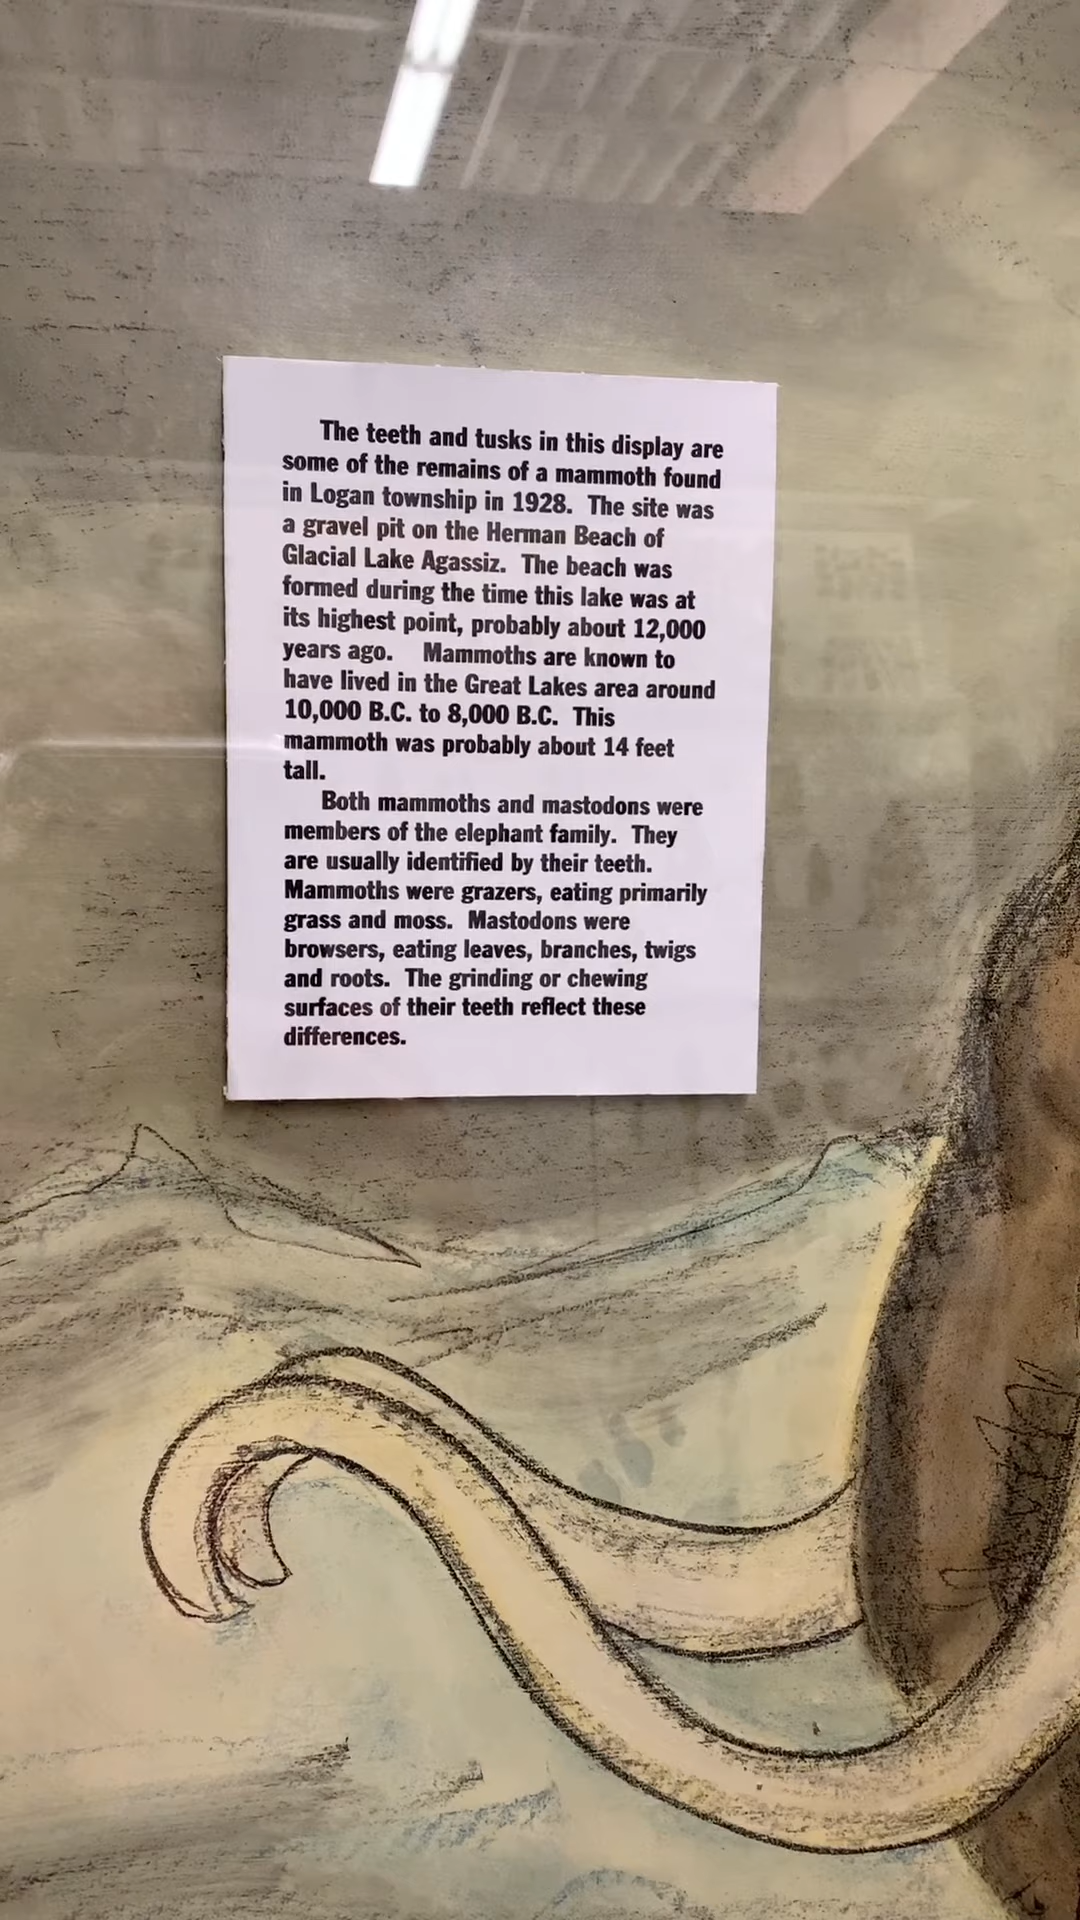 The teeth and tusks in this display are
some of the remains of a mammoth found
in Logan township in 1928. The site was
a gravel pit on the Herman Beach of
Glacial Lake Agassiz. The beach was
formed during the time this lake was at
its highest point, probably about 12,000
years ago. Mammoths are known to
have lived in the Great Lakes area around
10,000 B.C. to 8,000 B.C. This
mammoth was probably about 14 feet
tall.
Both mammoths and mastodons were
members of the elephant family. They
are usually identified by their teeth.
Mammoths were grazers, eating primarily
grass and moss. Mastodons were
browsers, eating leaves, branches, twigs
and roots. The grinding or chewing
surfaces of their teeth reflect these
differences.